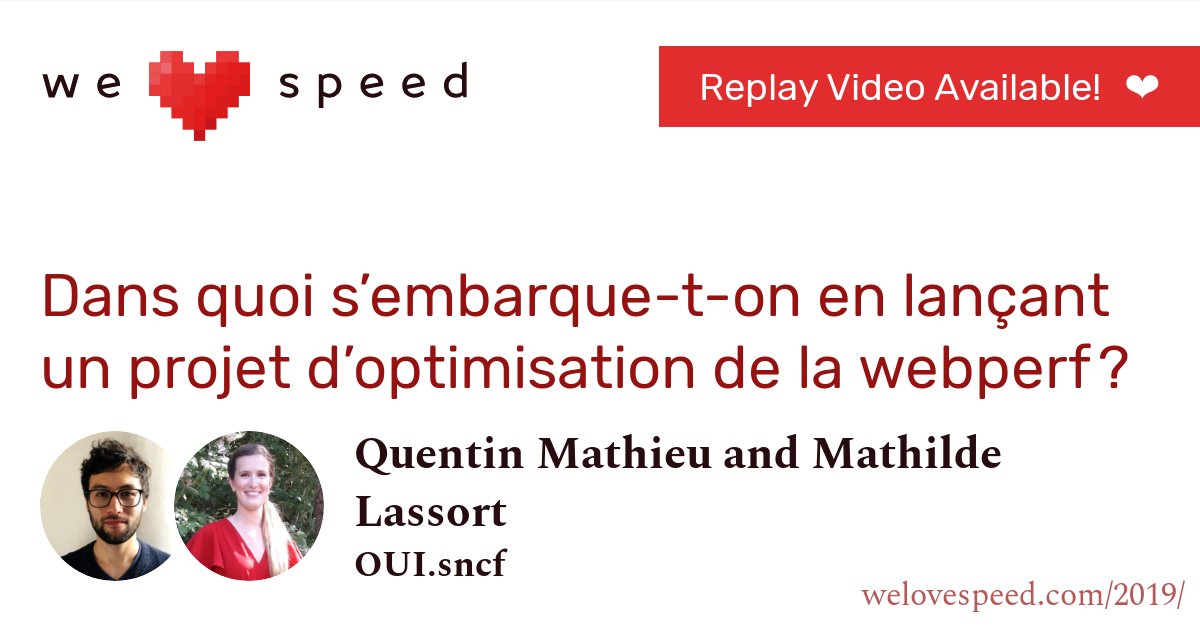 we ❤ speed
Replay Video Available! ❤
Dans quoi s’embarque-t-on en lançant
un projet d’optimisation de la webperf ?
Quentin Mathieu and Mathilde
Lassort
OUI.sncf
welovespeed.com/2019/